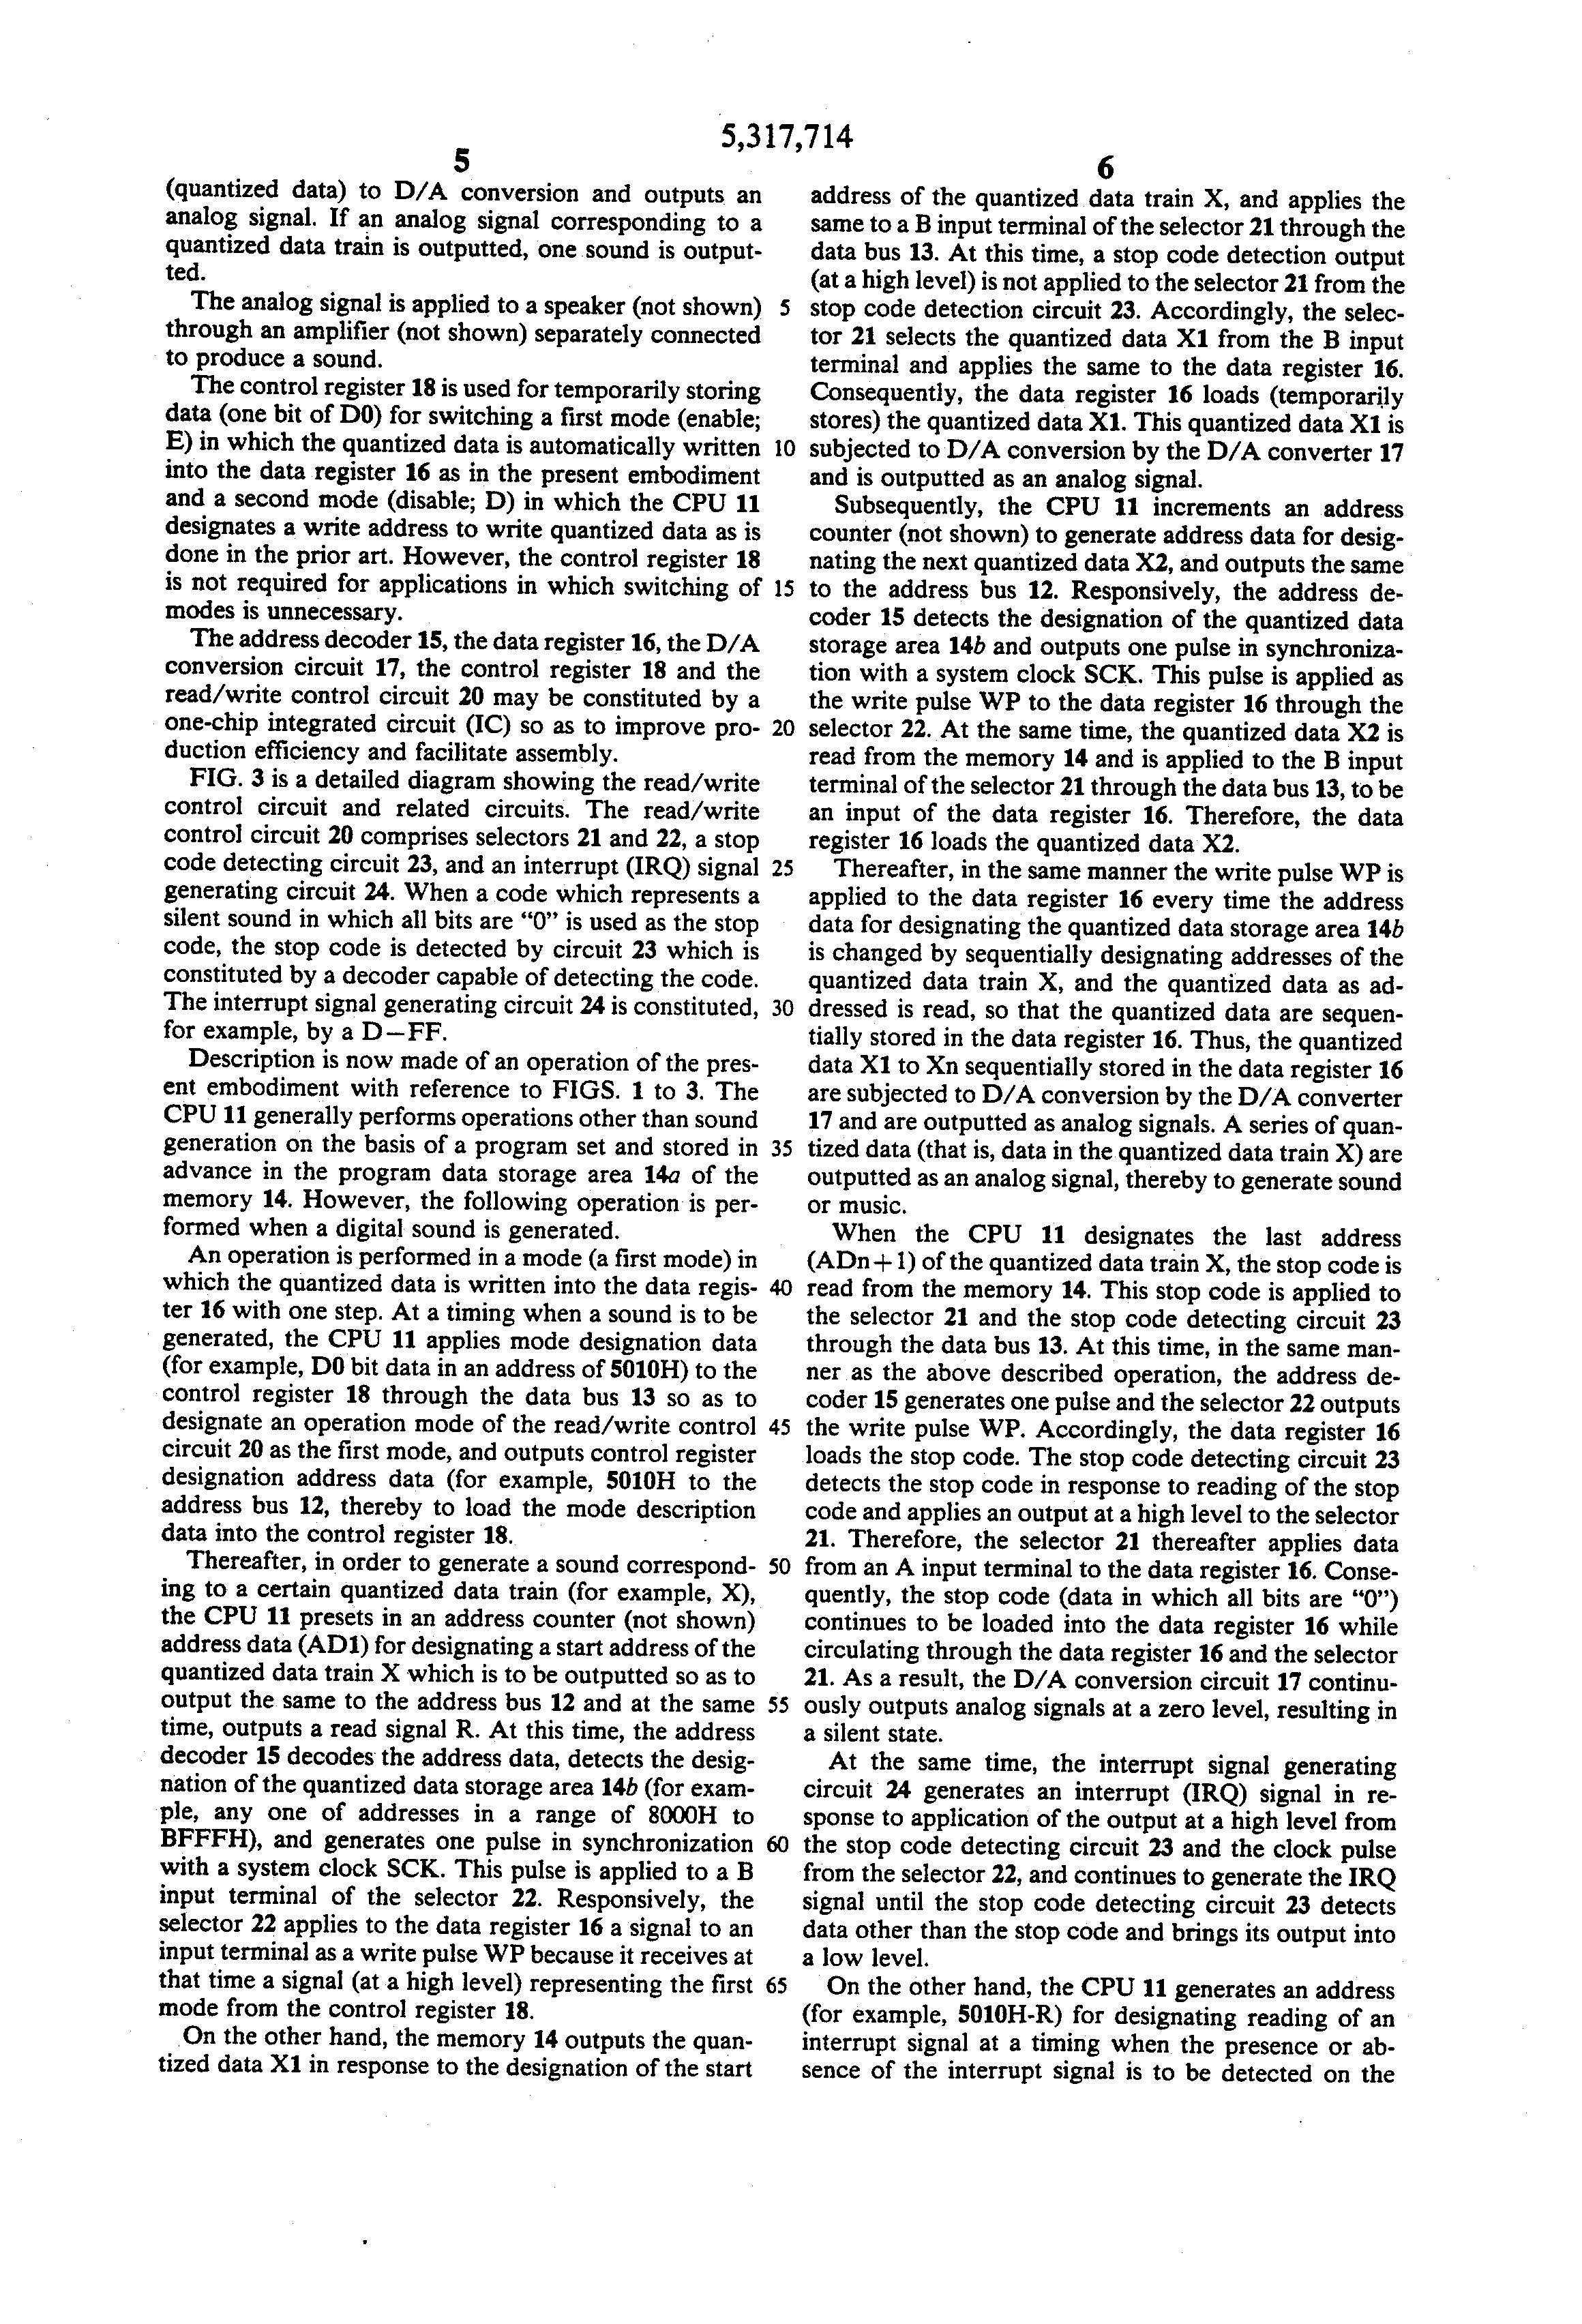 5,317,714
5
(quantized data) to D/A conversion and outputs an
analog signal. If an analog signal corresponding to a
quantized data train is outputted, one sound is output-
ted.
The analog signal is applied to a speaker (not shown)
through an amplifier (not shown) separately connected
to produce a sound.
The control register 18 is used for temporarily storing
data (one bit of D0) for switching a first mode (enable;
E) in which the quantized data is automatically written
into the data register 16 as in the present embodiment
and a second mode (disable; D) in which the CPU 11
designates a write address to write quantized data as is
done in the prior art. However, the control register 18
is not required for applications in which switching of
modes is unnecessary.
The address decoder 15, the data register 16, the D/A
conversion circuit 17, the control register 18 and the
read/write control circuit 20 may be constituted by a
one-chip integrated circuit (IC) so as to improve pro-
duction efficiency and facilitate assembly.
FIG. 3 is a detailed diagram showing the read/write
control circuit and related circuits. The read/write
control circuit 20 comprises selectors 21 and 22, a stop
code detecting circuit 23, and an interrupt (IRQ) signal
generating circuit 24. When a code which represents a
silent sound in which all bits are “0” is used as the stop
code, the stop code is detected by circuit 23 which is
constituted by a decoder capable of detecting the code.
The interrupt signal generating circuit 24 is constituted,
for example, by a D—FF.
Description is now made of an operation of the pres-
ent embodiment with reference to FIGS. 1 to 3. The
CPU 11 generally performs operations other than sound
generation on the basis of a program set and stored in
advance in the program data storage area 14a of the
memory 14. However, the following operation is per-
formed when a digital sound is generated.
An operation is performed in a mode (a first mode) in
which the quantized data is written into the data regis-
ter 16 with one step. At a timing when a sound is to be
generated, the CPU 11 applies mode designation data
(for example, D0 bit data in an address of 5010H) to the
control register 18 through the data bus 13 so as to
designate an operation mode of the read/write control
circuit 20 as the first mode, and outputs control register
designation address data (for example, 5010H to the
address bus 12, thereby to load the mode description
data into the control register 18.
Thereafter, in order to generate a sound correspond-
ing to a certain quantized data train (for example, X),
the CPU 11 presets in an address counter (not shown)
address data (AD1) for designating a start address of the
quantized data train X which is to be outputted so as to
output the same to the address bus 12 and at the same
time, outputs a read signal R. At this time, the address
decoder 15 decodes the address data, detects the desig-
nation of the quantized data storage area 14b (for exam-
ple, any one of addresses in a range of 8000H to
BFFFH), and generates one pulse in synchronization
with a system clock SCK. This pulse is applied to a B
input terminal of the selector 22. Responsively, the
selector 22 applies to the data register 16 a signal to an
input terminal as a write pulse WP because it receives at
that time a signal (at a high level) representing the first
mode from the control register 18.
On the other hand, the memory 14 outputs the quan-
tized data X1 in response to the designation of the start
5
10
15
20
25
30
35
40
45
50
55
60
65
6
address of the quantized data train X, and applies the
same to a B input terminal of the selector 21 through the
data bus 13. At this time, a stop code detection output
(at a high level) is not applied to the selector 21 from the
stop code detection circuit 23. Accordingly, the selec-
tor 21 selects the quantized data X1 from the B input
terminal and applies the same to the data register 16.
Consequently, the data register 16 loads (temporarily
stores) the quantized data X1. This quantized data X1 is
subjected to D/A conversion by the D/A converter 17
and is outputted as an analog signal.
Subsequently, the CPU 11 increments an address
counter (not shown) to generate address data for desig-
nating the next quantized data X2, and outputs the same
to the address bus 12. Responsively, the address de-
coder 15 detects the designation of the quantized data
storage area 14b and outputs one pulse in synchroniza-
tion with a system clock SCK. This pulse is applied as
the write pulse WP to the data register 16 through the
selector 22. At the same time, the quantized data X2 is
read from the memory 14 and is applied to the B input
terminal of the selector 21 through the data bus 13, to be
an input of the data register 16. Therefore, the data
register 16 loads the quantized data X2.
Thereafter, in the same manner the write pulse WP is
applied to the data register 16 every time the address
data for designating the quantized data storage area 14b
is changed by sequentially designating addresses of the
quantized data train X, and the quantized data as ad-
dressed is read, so that the quantized data are sequen-
tially stored in the data register 16. Thus, the quantized
data X1 to Xn sequentially stored in the data register 16
are subjected to D/A conversion by the D/A converter
17 and are outputted as analog signals. A series of quan-
tized data (that is, data in the quantized data train X) are
outputted as an analog signal, thereby to generate sound
or music.
When the CPU 11 designates the last address
(ADn+1) of the quantized data train X, the stop code is
read from the memory 14. This stop code is applied to
the selector 21 and the stop code detecting circuit 23
through the data bus 13. At this time, in the same man-
ner as the above described operation, the address de-
coder 15 generates one pulse and the selector 22 outputs
the write pulse WP. Accordingly, the data register 16
loads the stop code. The stop code detecting circuit 23
detects the stop code in response to reading of the stop
code and applies an output at a high level to the selector
21. Therefore, the selector 21 thereafter applies data
from an A input terminal to the data register 16. Conse-
quently, the stop code (data in which all bits are “0”)
continues to be loaded into the data register 16 while
circulating through the data register 16 and the selector
21. As a result, the D/A conversion circuit 17 continu-
ously outputs analog signals at a zero level, resulting in
a silent state.
At the same time, the interrupt signal generating
circuit 24 generates an interrupt (IRQ) signal in re-
sponse to application of the output at a high level from
the stop code detecting circuit 23 and the clock pulse
from the selector 22, and continues to generate the IRQ
signal until the stop code detecting circuit 23 detects
data other than the stop code and brings its output into
a low level.
On the other hand, the CPU 11 generates an address
(for example, 5010H-R) for designating reading of an
interrupt signal at a timing when the presence or ab-
sence of the interrupt signal is to be detected on the